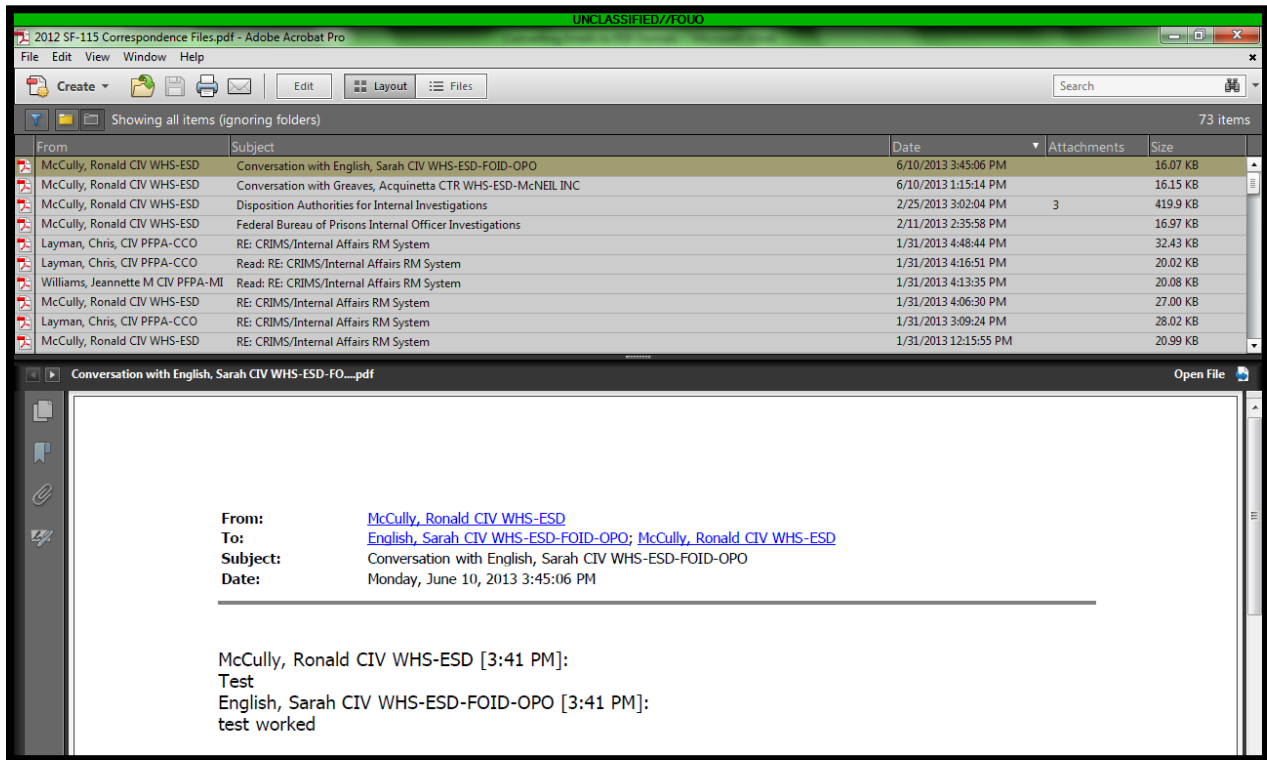 UNCLASSIFIED//FOUO
2012 SF-115 Correspondence Files.pdf - Adobe Acrobat Pro
File Edit View Window Help
Create Edit Layout Files Search
Showing all items (ignoring folders) 73 items
From Subject Date Attachments Size
McCully, Ronald CIV WHS-ESD Conversation with English, Sarah CIV WHS-ESD-FOID-OPO 6/10/2013 3:45:06 PM 16.07 KB
McCully, Ronald CIV WHS-ESD Conversation with Greaves, Acquinetta CTR WHS-ESD-McNEIL INC 6/10/2013 1:15:14 PM 16.15 KB
McCully, Ronald CIV WHS-ESD Disposition Authorities for Internal Investigations 2/25/2013 3:02:04 PM 3 419.9 KB
McCully, Ronald CIV WHS-ESD Federal Bureau of Prisons Internal Officer Investigations 2/11/2013 2:35:58 PM 16.97 KB
Layman, Chris, CIV PFPA-CCO RE: CRIMS/Internal Affairs RM System 1/31/2013 4:48:44 PM 32.43 KB
Layman, Chris, CIV PFPA-CCO Read: RE: CRIMS/Internal Affairs RM System 1/31/2013 4:16:51 PM 20.02 KB
Williams, Jeannette M CIV PFPA-MI Read: RE: CRIMS/Internal Affairs RM System 1/31/2013 4:13:35 PM 20.08 KB
McCully, Ronald CIV WHS-ESD RE: CRIMS/Internal Affairs RM System 1/31/2013 4:06:30 PM 27.00 KB
Layman, Chris, CIV PFPA-CCO RE: CRIMS/Internal Affairs RM System 1/31/2013 3:09:24 PM 28.02 KB
McCully, Ronald CIV WHS-ESD RE: CRIMS/Internal Affairs RM System 1/31/2013 12:15:55 PM 20.99 KB
Conversation with English, Sarah CIV WHS-ESD-FO....pdf Open File
From: McCully, Ronald CIV WHS-ESD
To: English, Sarah CIV WHS-ESD-FOID-OPO; McCully, Ronald CIV WHS-ESD
Subject: Conversation with English, Sarah CIV WHS-ESD-FOID-OPO
Date: Monday, June 10, 2013 3:45:06 PM
McCully, Ronald CIV WHS-ESD [3:41 PM]:
Test
English, Sarah CIV WHS-ESD-FOID-OPO [3:41 PM]:
test worked